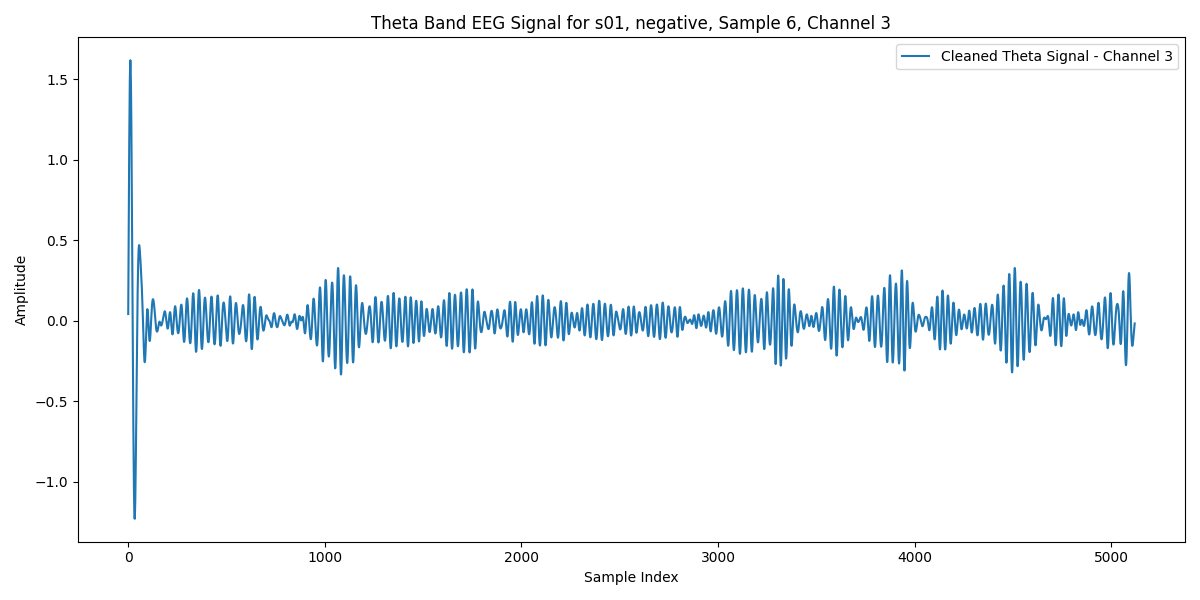 Theta Band EEG Signal for s01, negative, Sample 6, Channel 3
Cleaned Theta Signal - Channel 3
Amplitude
1.5
1.0
0.5
0.0
−0.5
−1.0
0 1000 2000 3000 4000 5000
Sample Index